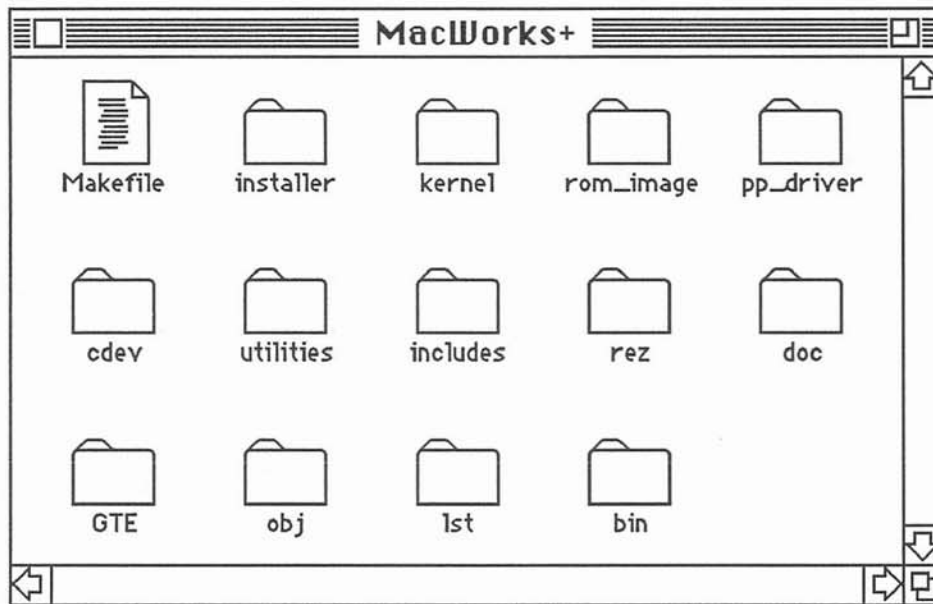 MacWorks+
Makefile installer kernel rom_image pp_driver
cdev utilities includes rez doc
GTE obj lst bin